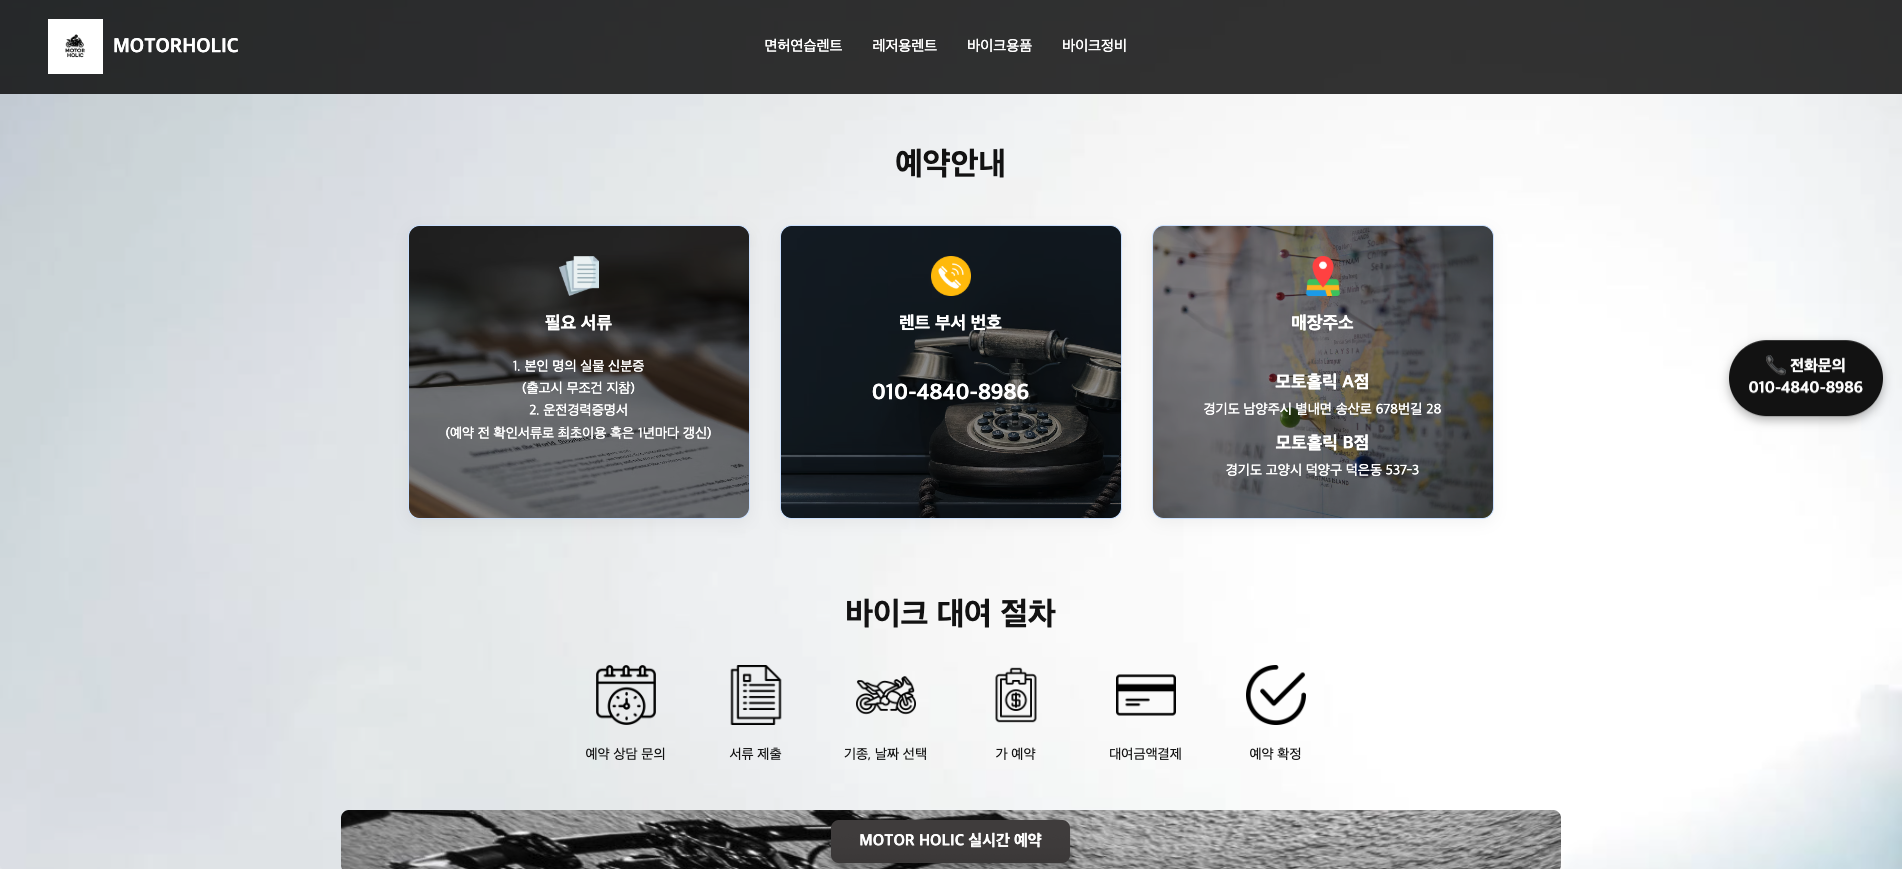 MOTOR
HOLIC
MOTORHOLIC
면허연습렌트
레저용렌트
바이크용품
바이크정비
예약안내
필요 서류
1. 본인 명의 실물 신분증
(출고시 무조건 지참)
2. 운전경력증명서
(예약 전 확인서류로 최초이용 혹은 1년마다 갱신)
렌트 부서 번호
010-4840-8986
매장주소
모토홀릭 A점
경기도 남양주시 별내면 송산로 678번길 28
모토홀릭 B점
경기도 고양시 덕양구 덕은동 537-3
전화문의
010-4840-8986
바이크 대여 절차
예약 상담 문의
서류 제출
기종, 날짜 선택
가 예약
대여금액결제
예약 확정
MOTOR HOLIC 실시간 예약